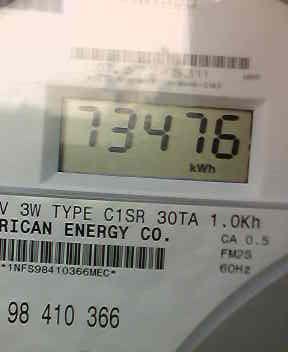 73476
kWh
V 3W TYPE C1SR 30TA 1.0Kh
RICAN ENERGY CO.
CA 0.5
FM2S
60Hz
*1NFS98410366MEC*
98 410 366